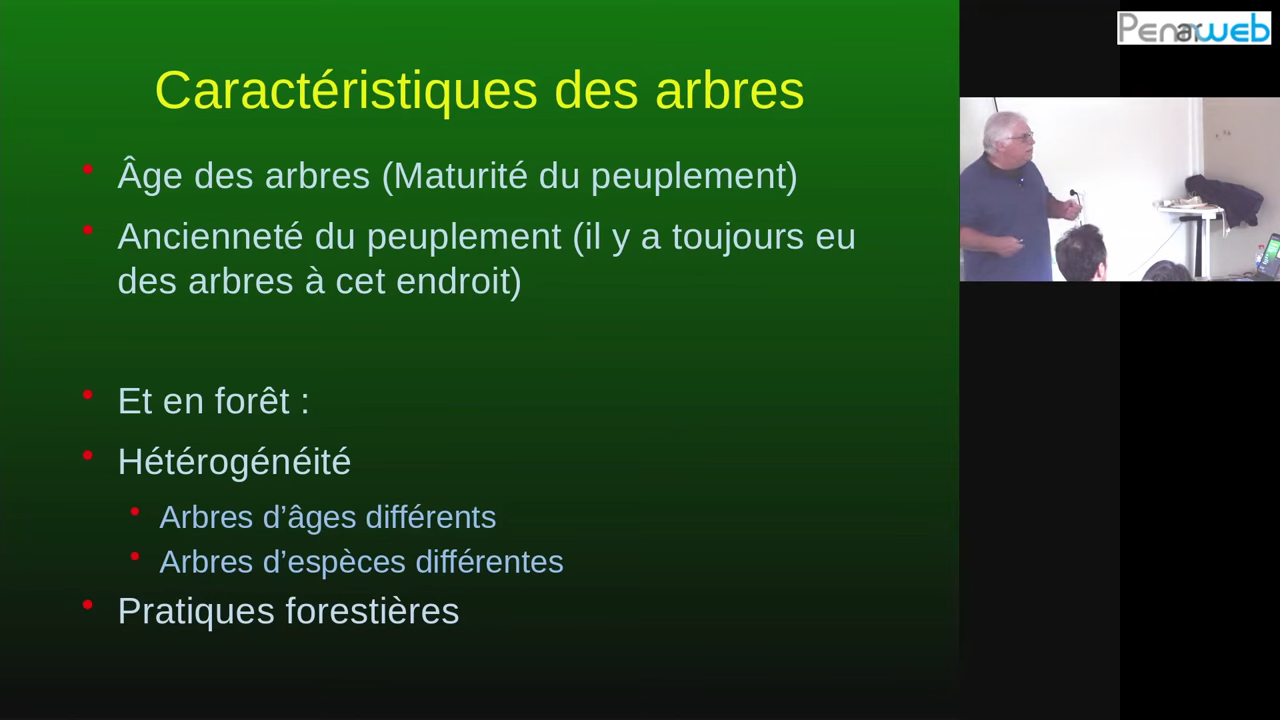 Penarweb
Caractéristiques des arbres
• Âge des arbres (Maturité du peuplement)
• Ancienneté du peuplement (il y a toujours eu
des arbres à cet endroit)
• Et en forêt :
• Hétérogénéité
• Arbres d’âges différents
• Arbres d’espèces différentes
• Pratiques forestières